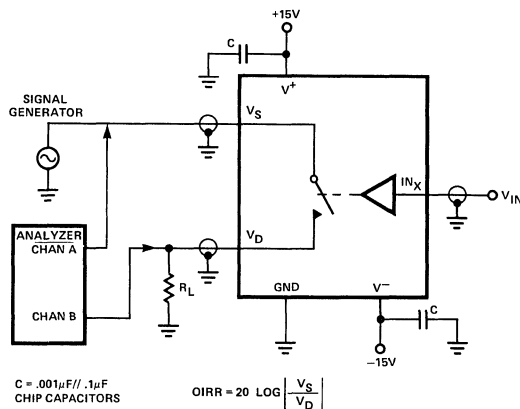 +15V
C
V+
SIGNAL
GENERATOR
VS
INX
VIN
ANALYZER
CHAN A
VD
RL
CHAN B
GND
V−
C
−15V
C = .001μF// .1μF
CHIP CAPACITORS
OIRR = 20 LOG |VS/VD|